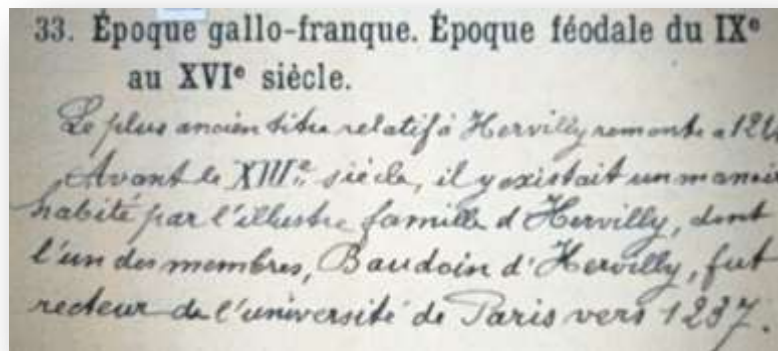 33. Époque gallo-franque. Époque féodale du IXᵉ
au XVIᵉ siècle.
Le plus ancien titre relatif à Hervilly remonte a
Avant le XIIIᵉ siècle, il y existait un manoir
habité par l'illustre famille d'Hervilly, dont
l'un des membres, Baudoin d'Hervilly, fut
recteur de l'université de Paris vers 1237.